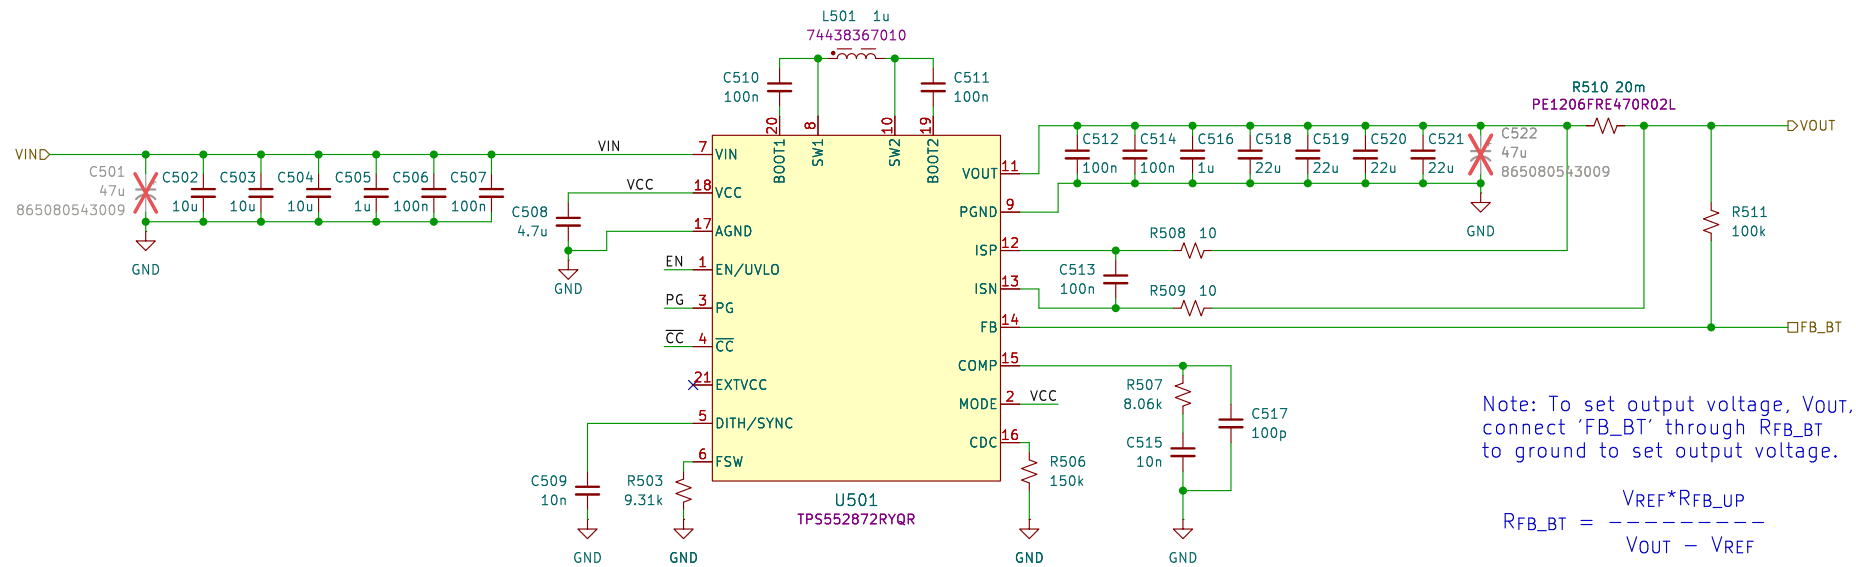 L501 1u
74438367010
C510
100n
C511
100n
20
8
10
19
BOOT1
SW1
SW2
BOOT2
R510 20m
PE1206FRE470R02L
VIN
VIN
7
VIN
C501
47u
865080543009
C502
10u
C503
10u
C504
10u
C505
1u
C506
100n
C507
100n
GND
VCC
18
VCC
C508
4.7u
17
AGND
GND
EN
1
EN/UVLO
PG
3
PG
CC
4
CC
21
EXTVCC
5
DITH/SYNC
6
FSW
C509
10n
GND
R503
9.31k
GND
U501
TPS552872RYQR
VOUT
11
PGND
9
ISP
12
ISN
13
FB
14
COMP
15
MODE
2
VCC
CDC
16
C512
100n
C514
100n
C516
1u
C518
22u
C519
22u
C520
22u
C521
22u
C522
47u
865080543009
GND
VOUT
R508 10
C513
100n
R509 10
R511
100k
FB_BT
R507
8.06k
C515
10n
C517
100p
GND
R506
150k
GND
Note: To set output voltage, VOUT,
connect 'FB_BT' through RFB_BT
to ground to set output voltage.
VREF*RFB_UP
RFB_BT = ---------
VOUT - VREF